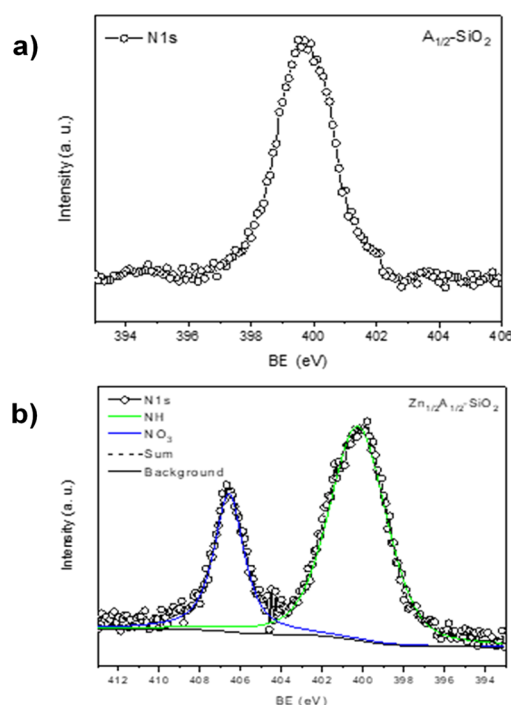 a)
N1s
A1/2-SiO2
Intensity (a. u.)
394 396 398 400 402 404 406
BE (eV)
b)
N1s
Zn1/2A1/2-SiO2
NH
NO3
Sum
Background
Intensity (a. u.)
412 410 408 406 404 402 400 398 396 394
BE (eV)